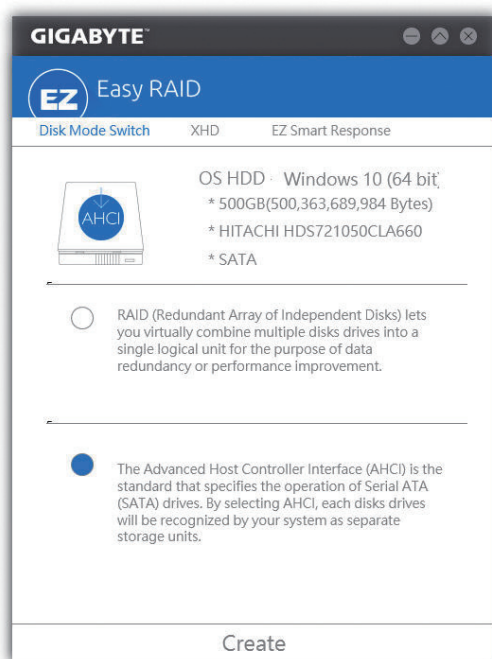 GIGABYTE™
EZ Easy RAID
Disk Mode Switch XHD EZ Smart Response
OS HDD - Windows 10 (64 bit)
* 500GB(500,363,689,984 Bytes)
AHCI
* HITACHI HDS721050CLA660
* SATA
RAID (Redundant Array of Independent Disks) lets
you virtually combine multiple disks drives into a
single logical unit for the purpose of data
redundancy or performance improvement.
The Advanced Host Controller Interface (AHCI) is the
standard that specifies the operation of Serial ATA
(SATA) drives. By selecting AHCI, each disks drives
will be recognized by your system as separate
storage units.
Create